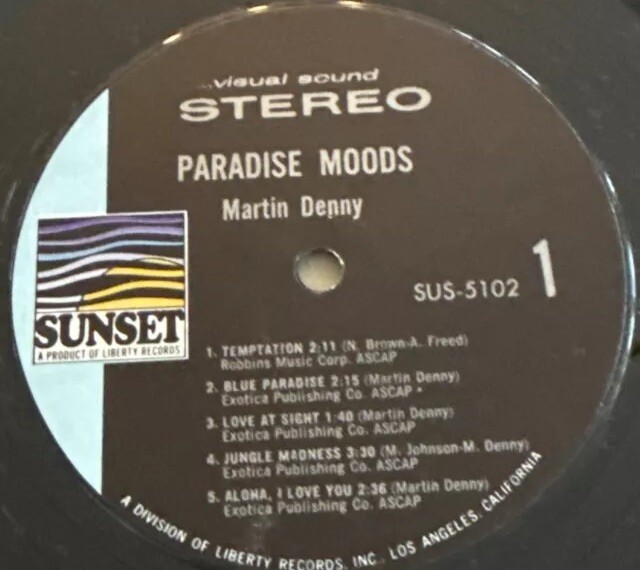 ...visual sound
STEREO
PARADISE MOODS
Martin Denny
SUS-5102 1
SUNSET
A PRODUCT OF LIBERTY RECORDS
1. TEMPTATION 2:11 (N. Brown-A. Freed)
Robbins Music Corp. ASCAP
2. BLUE PARADISE 2:15 (Martin Denny)
Exotica Publishing Co. ASCAP
3. LOVE AT SIGHT 1:40 (Martin Denny)
Exotica Publishing Co. ASCAP
4. JUNGLE MADNESS 3:30 (M. Johnson-M. Denny)
Exotica Publishing Co. ASCAP
5. ALOHA, I LOVE YOU 2:36 (Martin Denny)
Exotica Publishing Co. ASCAP
A DIVISION OF LIBERTY RECORDS, INC., LOS ANGELES, CALIFORNIA